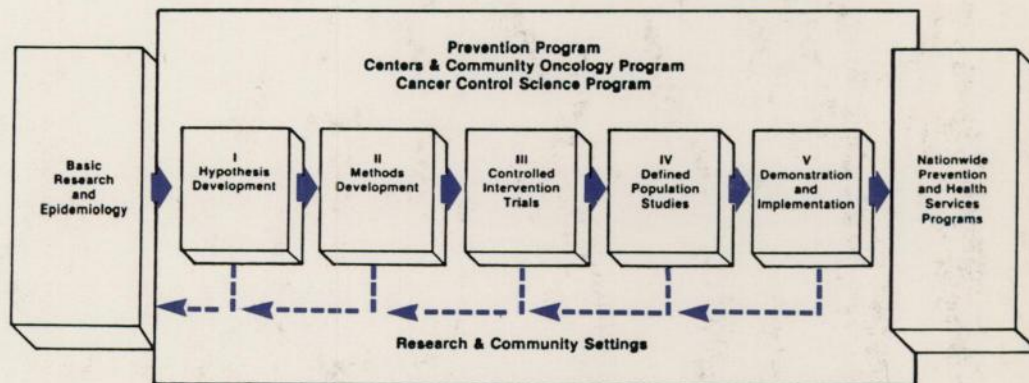 Prevention Program
Centers & Community Oncology Program
Cancer Control Science Program
Basic
Research
and
Epidemiology
I
Hypothesis
Development
II
Methods
Development
III
Controlled
Intervention
Trials
IV
Defined
Population
Studies
V
Demonstration
and
Implementation
Nationwide
Prevention
and Health
Services
Programs
Research & Community Settings